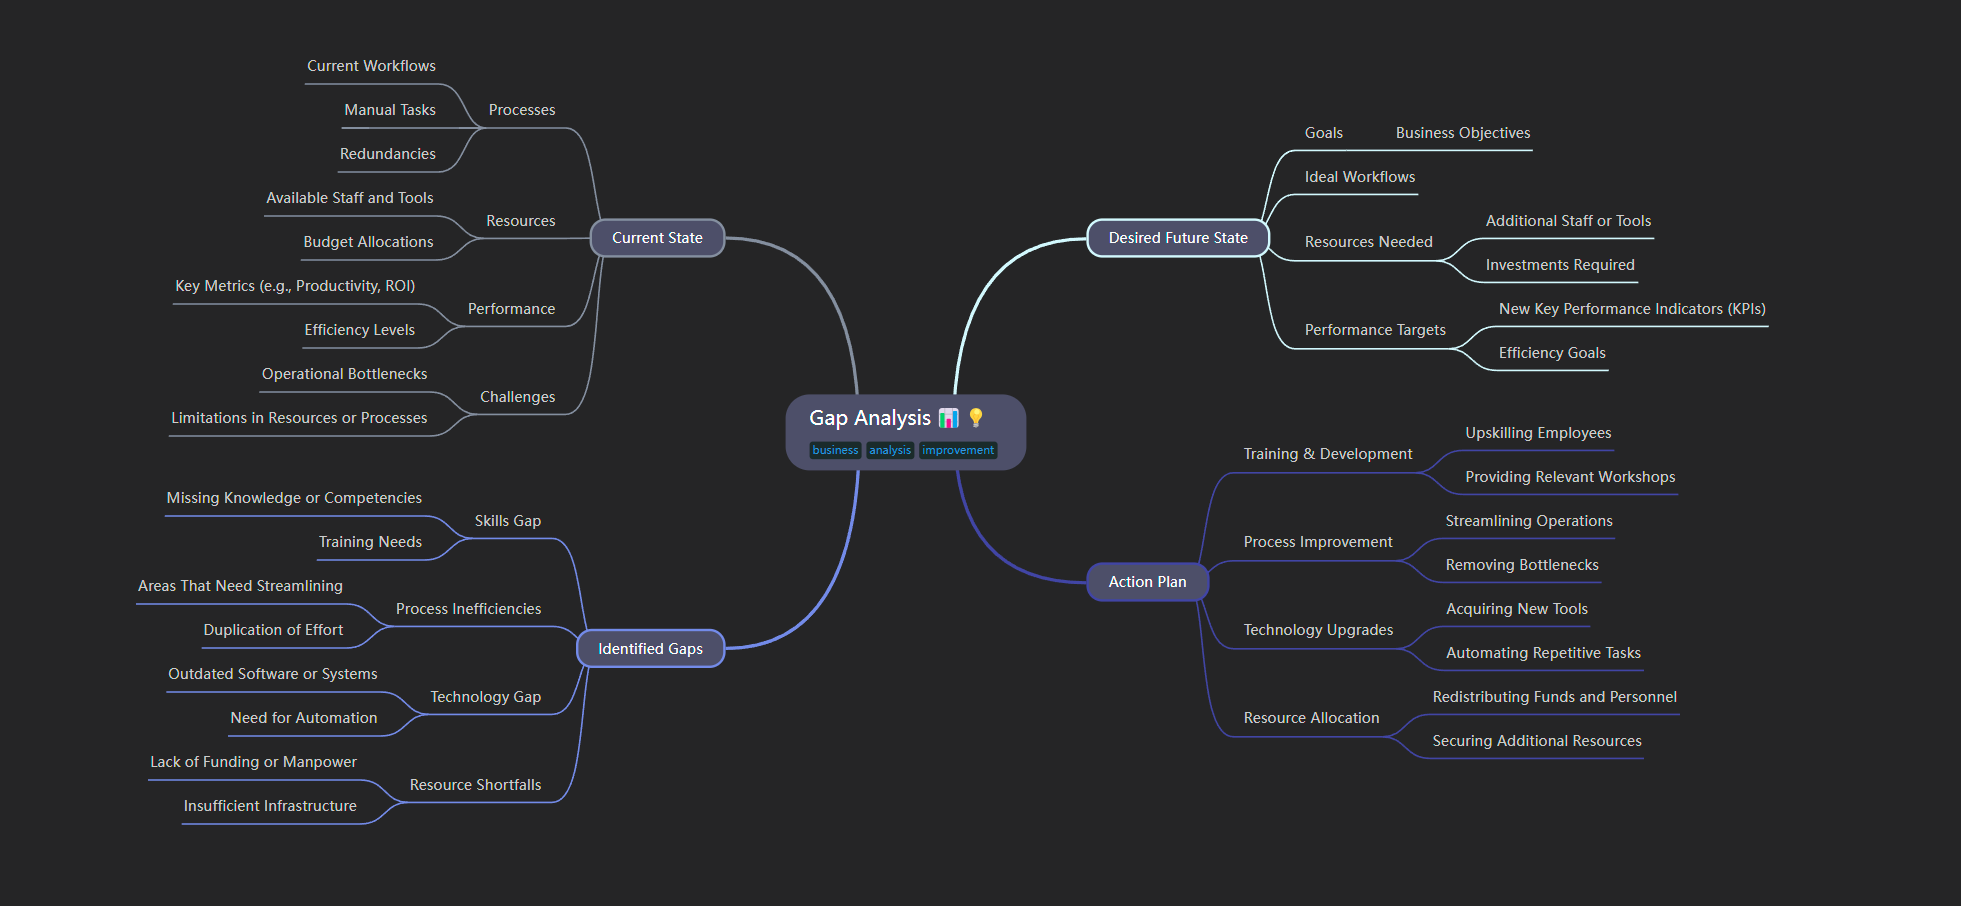 Gap Analysis 📊 💡
business analysis improvement
Current State
Processes
Current Workflows
Manual Tasks
Redundancies
Resources
Available Staff and Tools
Budget Allocations
Performance
Key Metrics (e.g., Productivity, ROI)
Efficiency Levels
Challenges
Operational Bottlenecks
Limitations in Resources or Processes
Desired Future State
Goals
Business Objectives
Ideal Workflows
Resources Needed
Additional Staff or Tools
Investments Required
Performance Targets
New Key Performance Indicators (KPIs)
Efficiency Goals
Identified Gaps
Skills Gap
Missing Knowledge or Competencies
Training Needs
Process Inefficiencies
Areas That Need Streamlining
Duplication of Effort
Technology Gap
Outdated Software or Systems
Need for Automation
Resource Shortfalls
Lack of Funding or Manpower
Insufficient Infrastructure
Action Plan
Training & Development
Upskilling Employees
Providing Relevant Workshops
Process Improvement
Streamlining Operations
Removing Bottlenecks
Technology Upgrades
Acquiring New Tools
Automating Repetitive Tasks
Resource Allocation
Redistributing Funds and Personnel
Securing Additional Resources